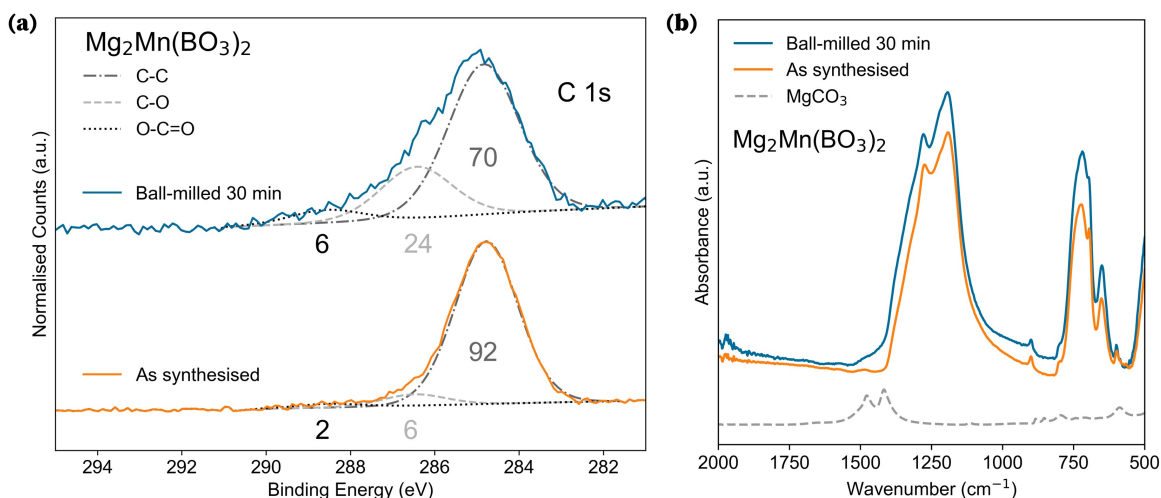 (a)
Mg₂Mn(BO₃)₂
C-C
C-O
O-C=O
Ball-milled 30 min
C 1s
70
6
24
As synthesised
92
2
6
Normalised Counts (a.u.)
294 292 290 288 286 284 282
Binding Energy (eV)
(b)
Ball-milled 30 min
As synthesised
MgCO₃
Mg₂Mn(BO₃)₂
Absorbance (a.u.)
2000 1750 1500 1250 1000 750 500
Wavenumber (cm⁻¹)